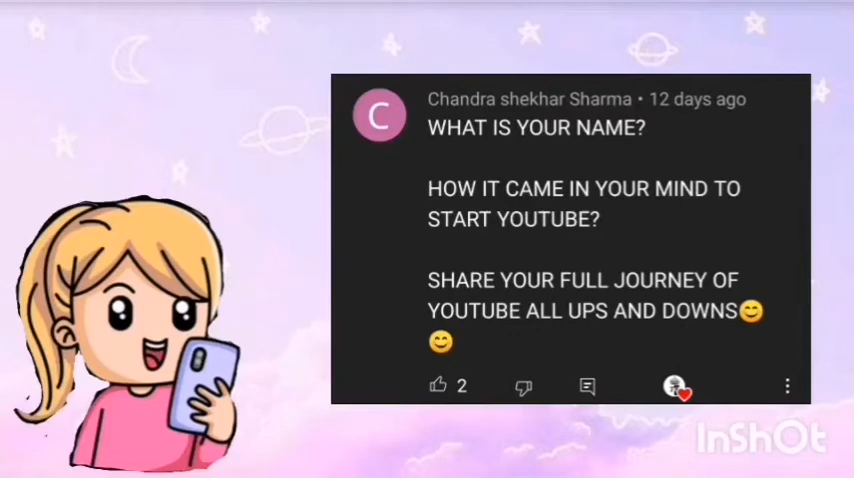 C
Chandra shekhar Sharma • 12 days ago
WHAT IS YOUR NAME?
HOW IT CAME IN YOUR MIND TO
START YOUTUBE?
SHARE YOUR FULL JOURNEY OF
YOUTUBE ALL UPS AND DOWNS😊
😊
2
InShOt